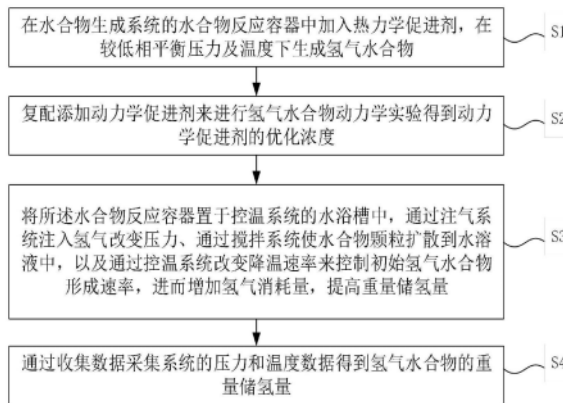 在水合物生成系统的水合物反应容器中加入热力学促进剂，在
较低相平衡压力及温度下生成氢气水合物
S1
复配添加动力学促进剂来进行氢气水合物动力学实验得到动力
学促进剂的优化浓度
S2
将所述水合物反应容器置于控温系统的水浴槽中，通过注气系
统注入氢气改变压力、通过搅拌系统使水合物颗粒扩散到水溶
液中，以及通过控温系统改变降温速率来控制初始氢气水合物
形成速率，进而增加氢气消耗量，提高重量储氢量
S3
通过收集数据采集系统的压力和温度数据得到氢气水合物的重
量储氢量
S4